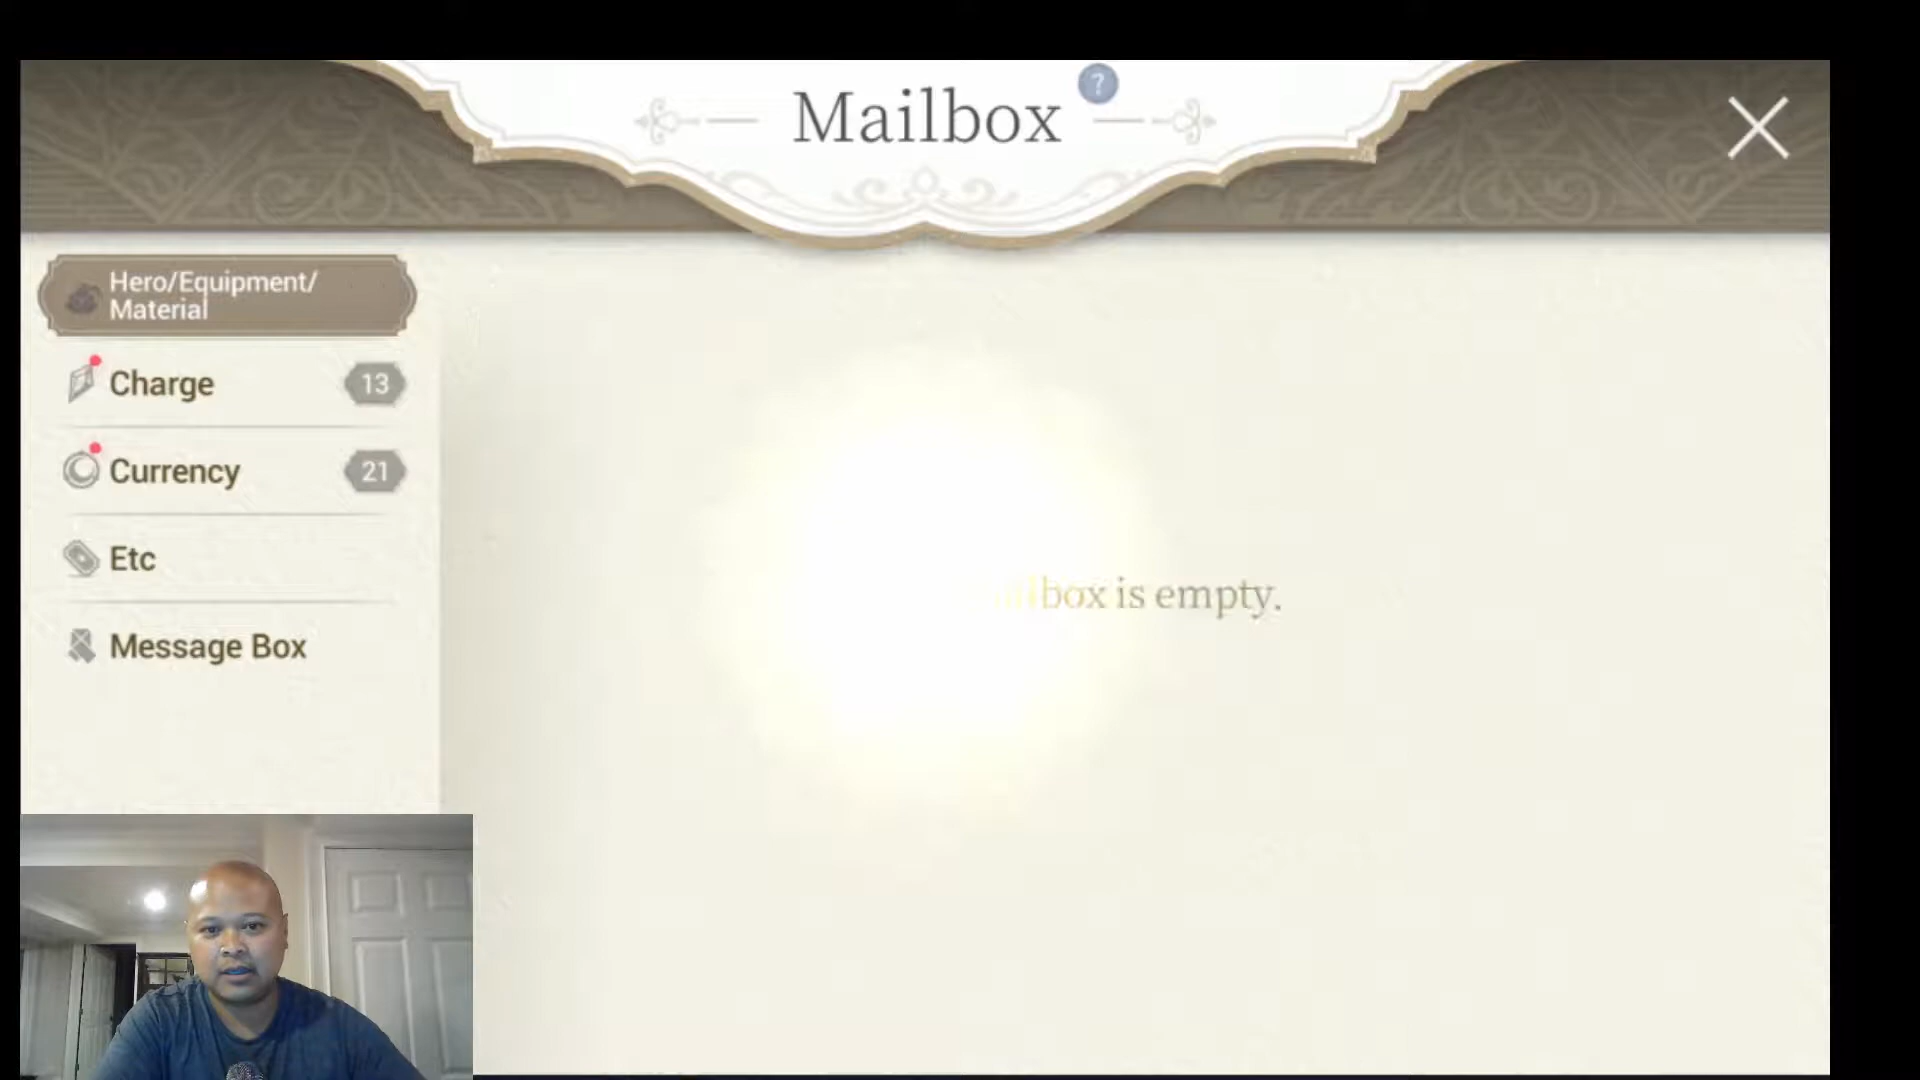 Mailbox
?
Hero/Equipment/
Material
Charge
13
Currency
21
Etc
Message Box
box is empty.